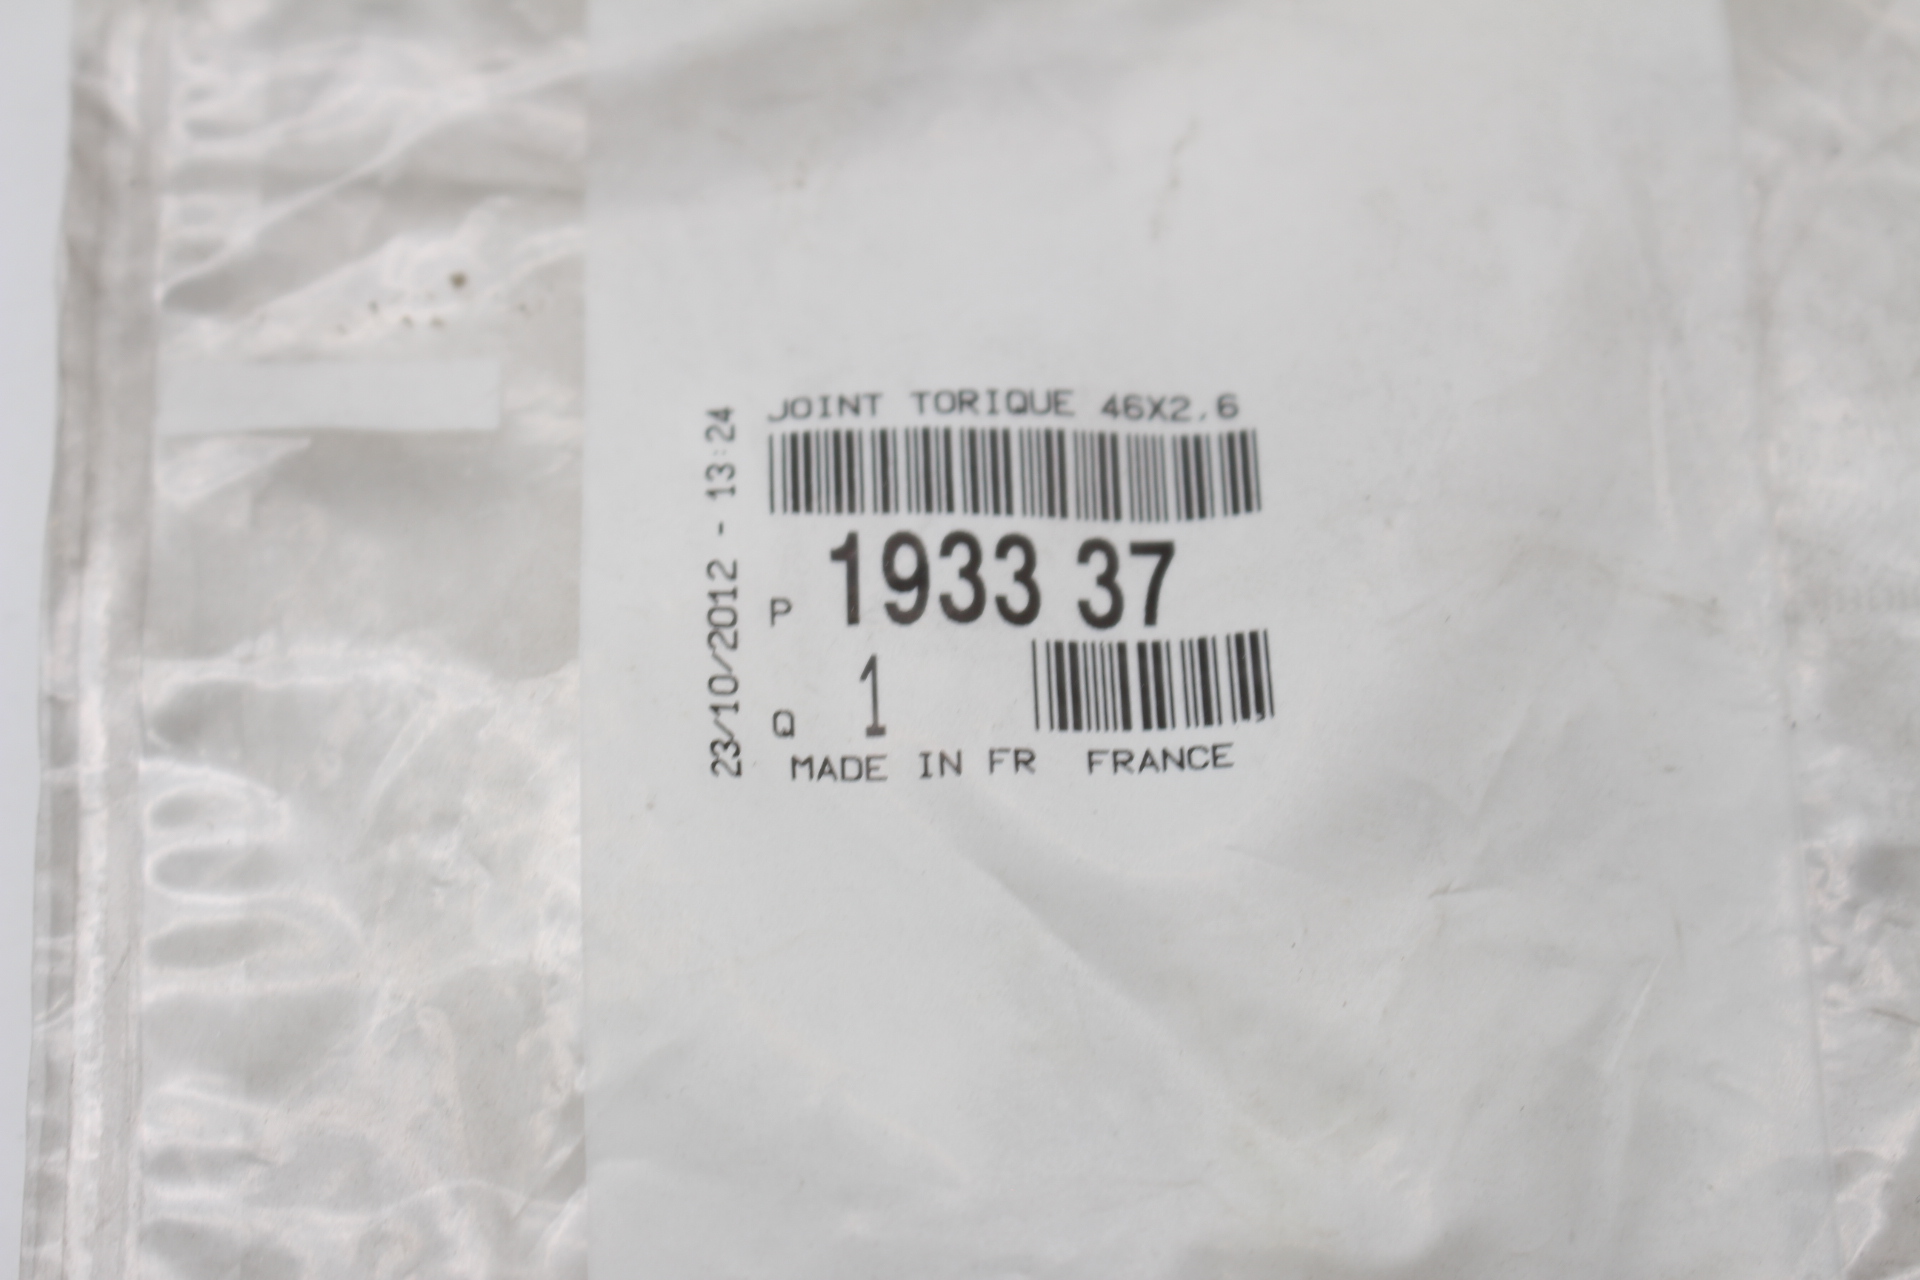 JOINT TORIQUE 46X2.6
23/10/2012 - 13:24
P 1933 37
Q 1
MADE IN FR FRANCE